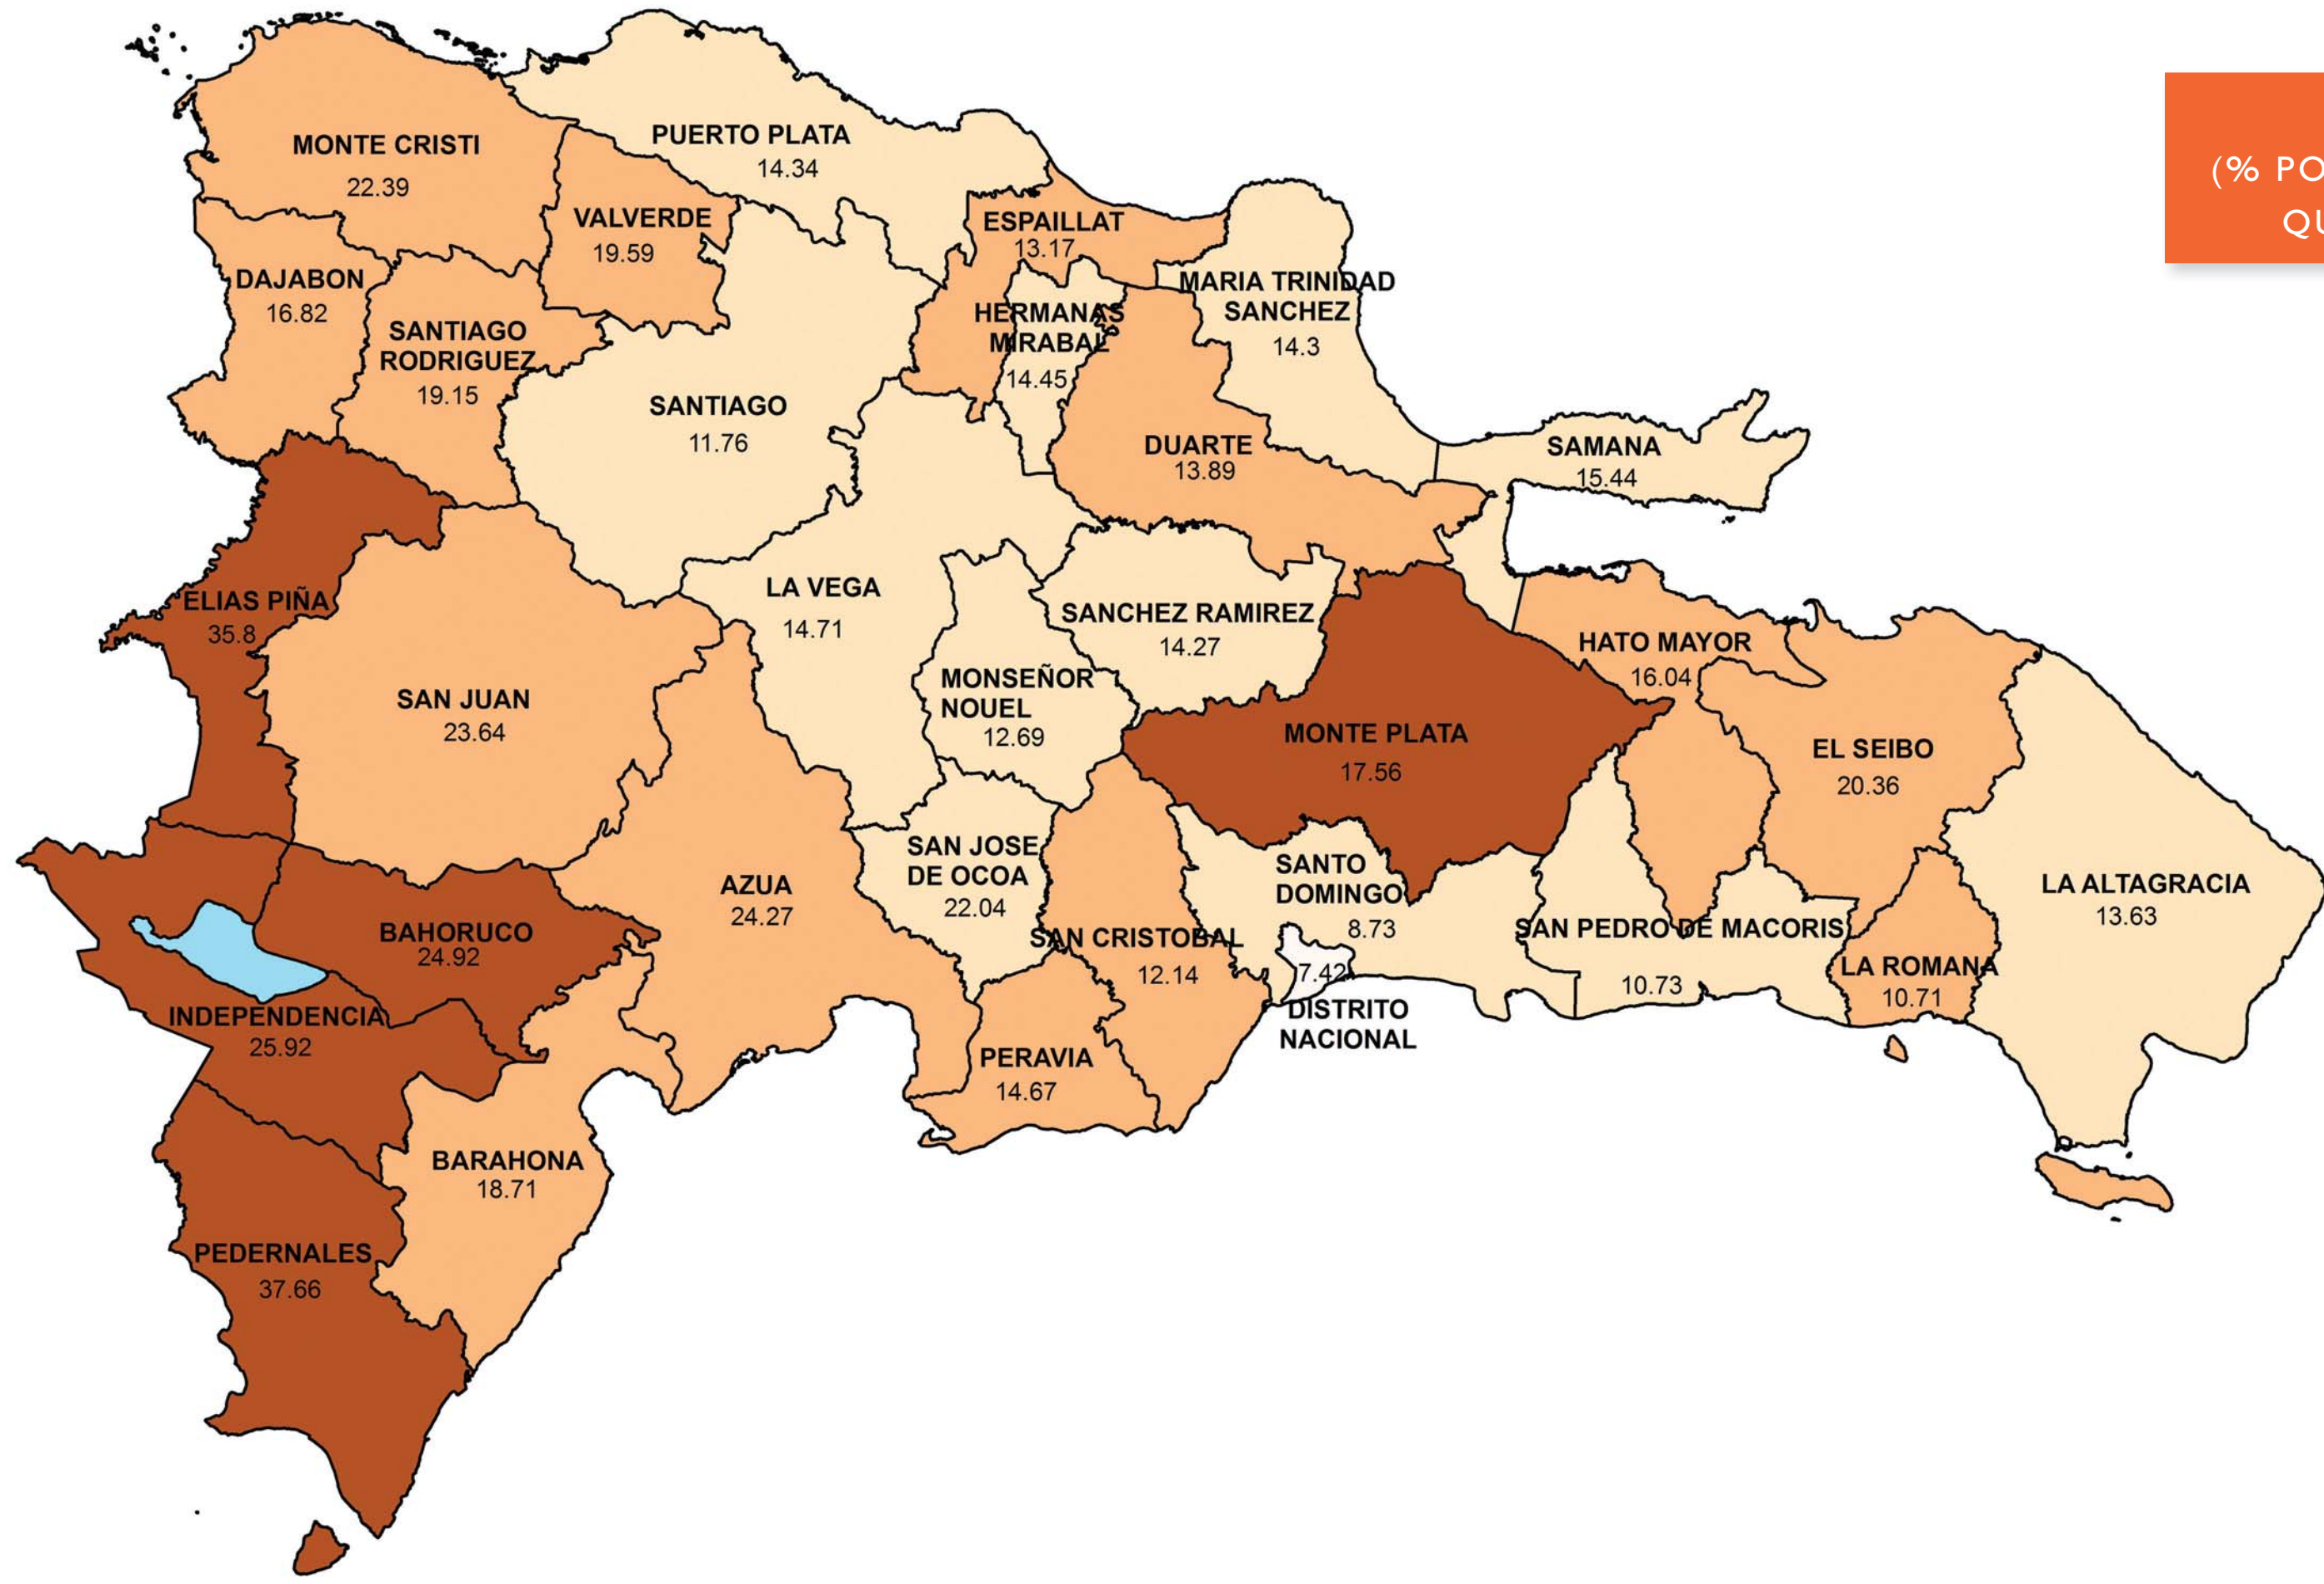 (% PO
QU
MONTE CRISTI
22.39
PUERTO PLATA
14.34
VALVERDE
19.59
ESPAILLAT
13.17
DAJABON
16.82
SANTIAGO
RODRIGUEZ
19.15
MARIA TRINIDAD
SANCHEZ
14.3
HERMANAS
MIRABAL
14.45
SANTIAGO
11.76
DUARTE
13.89
SAMANA
15.44
ELIAS PIÑA
35.8
LA VEGA
14.71
SANCHEZ RAMIREZ
14.27
HATO MAYOR
16.04
SAN JUAN
23.64
MONSEÑOR
NOUEL
12.69
MONTE PLATA
17.56
EL SEIBO
20.36
SAN JOSE
DE OCOA
22.04
SANTO
DOMINGO
8.73
AZUA
24.27
LA ALTAGRACIA
13.63
BAHORUCO
24.92
SAN CRISTOBAL
12.14
SAN PEDRO DE MACORIS
10.73
LA ROMANA
10.71
7.42
DISTRITO
NACIONAL
INDEPENDENCIA
25.92
PERAVIA
14.67
BARAHONA
18.71
PEDERNALES
37.66